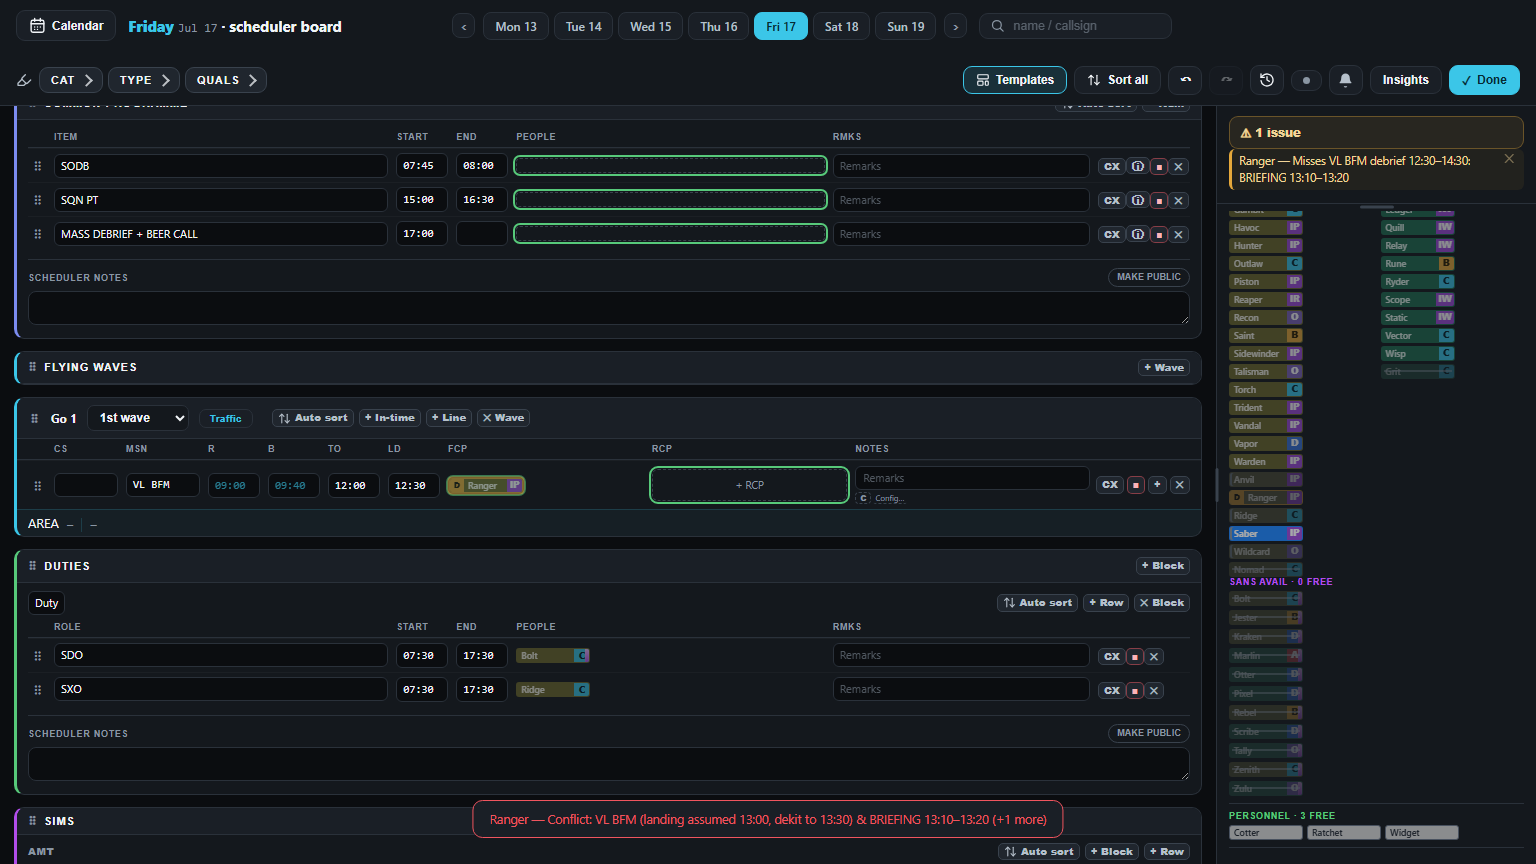 Calendar
Friday Jul 17 · scheduler board
‹ Mon 13 Tue 14 Wed 15 Thu 16 Fri 17 Sat 18 Sun 19 ›
name / callsign
CAT TYPE QUALS
Templates Sort all Insights ✓ Done
ITEM START END PEOPLE RMKS
SODB 07:45 08:00 Remarks CX
SQN PT 15:00 16:30 Remarks CX
MASS DEBRIEF + BEER CALL 17:00 Remarks CX
SCHEDULER NOTES MAKE PUBLIC
FLYING WAVES + Wave
Go 1 1st wave Traffic Auto sort + In-time + Line × Wave
CS MSN R B TO LD FCP RCP NOTES
VL BFM 09:00 09:40 12:00 12:30 D Ranger IP + RCP Remarks CX
C Config...
AREA – –
DUTIES + Block
Duty Auto sort + Row × Block
ROLE START END PEOPLE RMKS
SDO 07:30 17:30 Bolt C Remarks CX
SXO 07:30 17:30 Ridge C Remarks CX
SCHEDULER NOTES MAKE PUBLIC
SIMS
Ranger — Conflict: VL BFM (landing assumed 13:00, dekit to 13:30) & BRIEFING 13:10–13:20 (+1 more)
AMT Auto sort + Block + Row
⚠ 1 issue
Ranger — Misses VL BFM debrief 12:30–14:30:
BRIEFING 13:10–13:20
Havoc IP
Hunter IP
Outlaw C
Piston IP
Reaper IR
Recon O
Saint B
Sidewinder IP
Talisman O
Torch C
Trident IP
Vandal IP
Vapor D
Warden IP
Anvil IP
D Ranger IP
Ridge C
Saber IP
Wildcard O
Nomad C
Quill IW
Relay IW
Rune B
Ryder C
Scope IW
Static IW
Vector C
Wisp C
Grit C
SANS AVAIL · 0 FREE
Bolt C
Jester B
Kraken D
Marlin A
Otter D
Pixel D
Rebel B
Scribe D
Tally O
Zenith C
Zulu O
PERSONNEL · 3 FREE
Cotter Ratchet Widget